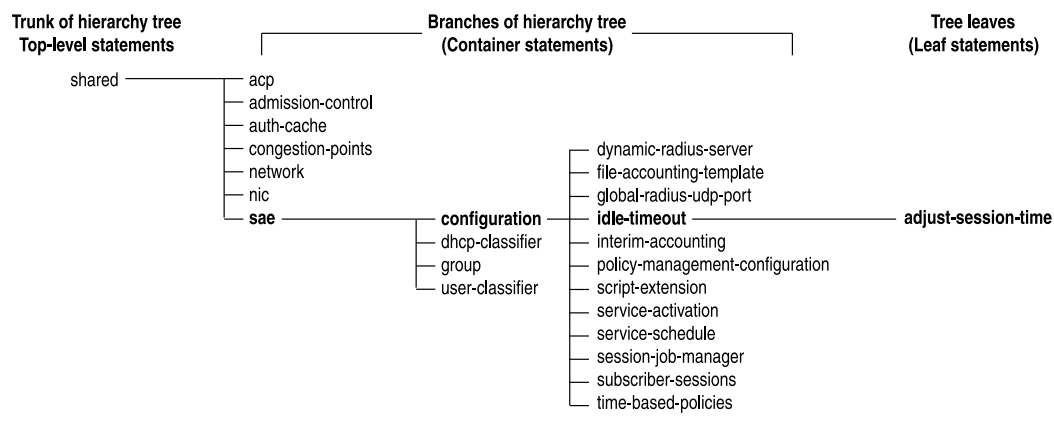 Trunk of hierarchy tree
Top-level statements
Branches of hierarchy tree
(Container statements)
Tree leaves
(Leaf statements)
shared
acp
admission-control
auth-cache
congestion-points
network
nic
sae
configuration
dhcp-classifier
group
user-classifier
dynamic-radius-server
file-accounting-template
global-radius-udp-port
idle-timeout
interim-accounting
policy-management-configuration
script-extension
service-activation
service-schedule
session-job-manager
subscriber-sessions
time-based-policies
adjust-session-time